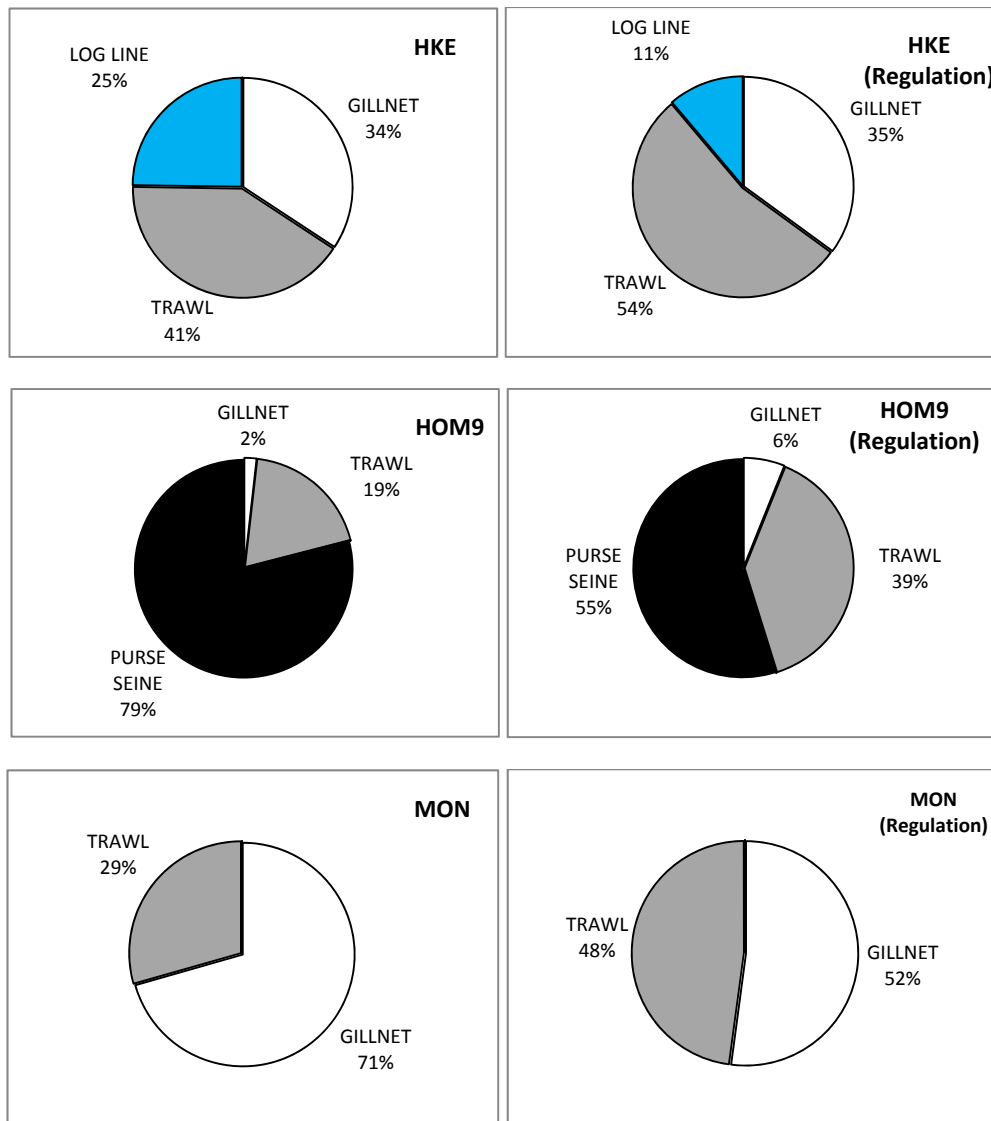 HKE
LOG LINE
25%
GILLNET
34%
TRAWL
41%
HKE
(Regulation)
LOG LINE
11%
GILLNET
35%
TRAWL
54%
HOM9
GILLNET
2%
TRAWL
19%
PURSE
SEINE
79%
HOM9
(Regulation)
GILLNET
6%
PURSE
SEINE
55%
TRAWL
39%
MON
TRAWL
29%
GILLNET
71%
MON
(Regulation)
TRAWL
48%
GILLNET
52%